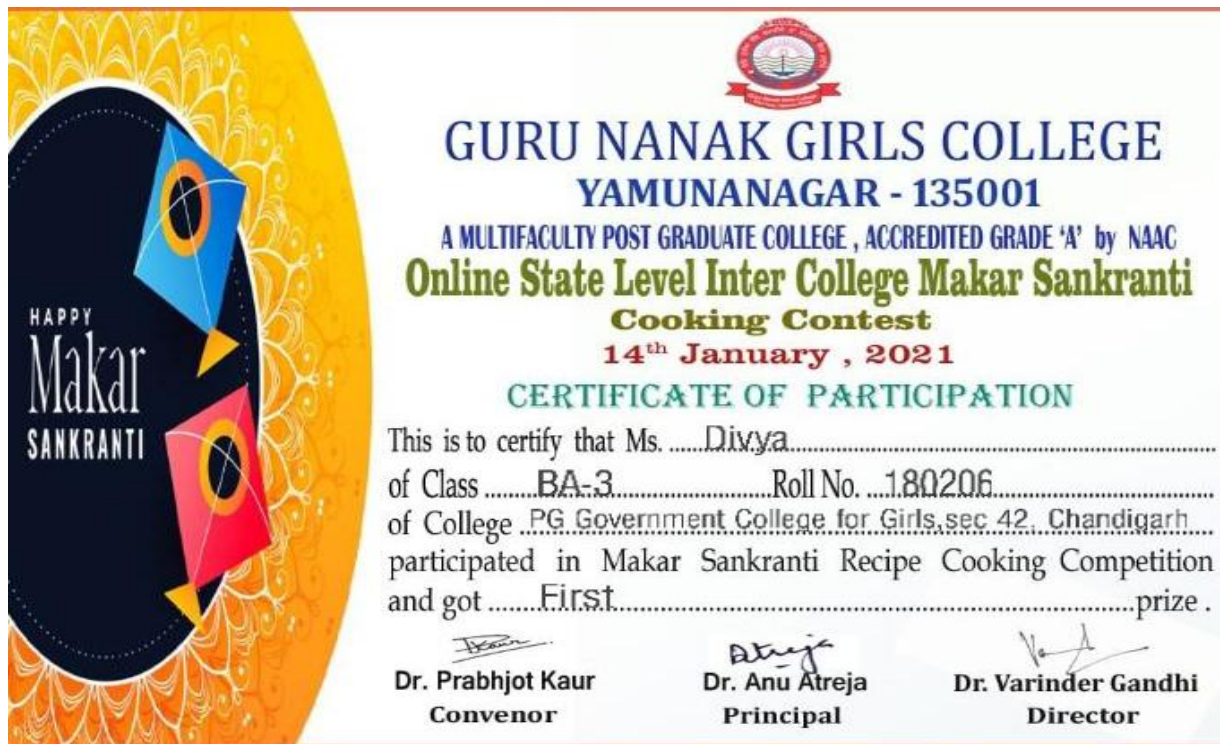 GURU NANAK GIRLS COLLEGE
YAMUNANAGAR - 135001
A MULTIFACULTY POST GRADUATE COLLEGE , ACCREDITED GRADE ‘A’ by NAAC
Online State Level Inter College Makar Sankranti
Cooking Contest
14th January , 2021
CERTIFICATE OF PARTICIPATION
This is to certify that Ms. ......Divya......
of Class ........BA-3........Roll No. ...180206........
of College ..PG Government College for Girls,sec 42, Chandigarh....
participated in Makar Sankranti Recipe Cooking Competition
and got ........First........prize .
Atreja
Dr. Prabhjot Kaur Dr. Anu Atreja Dr. Varinder Gandhi
Convenor Principal Director
HAPPY
Makar
SANKRANTI